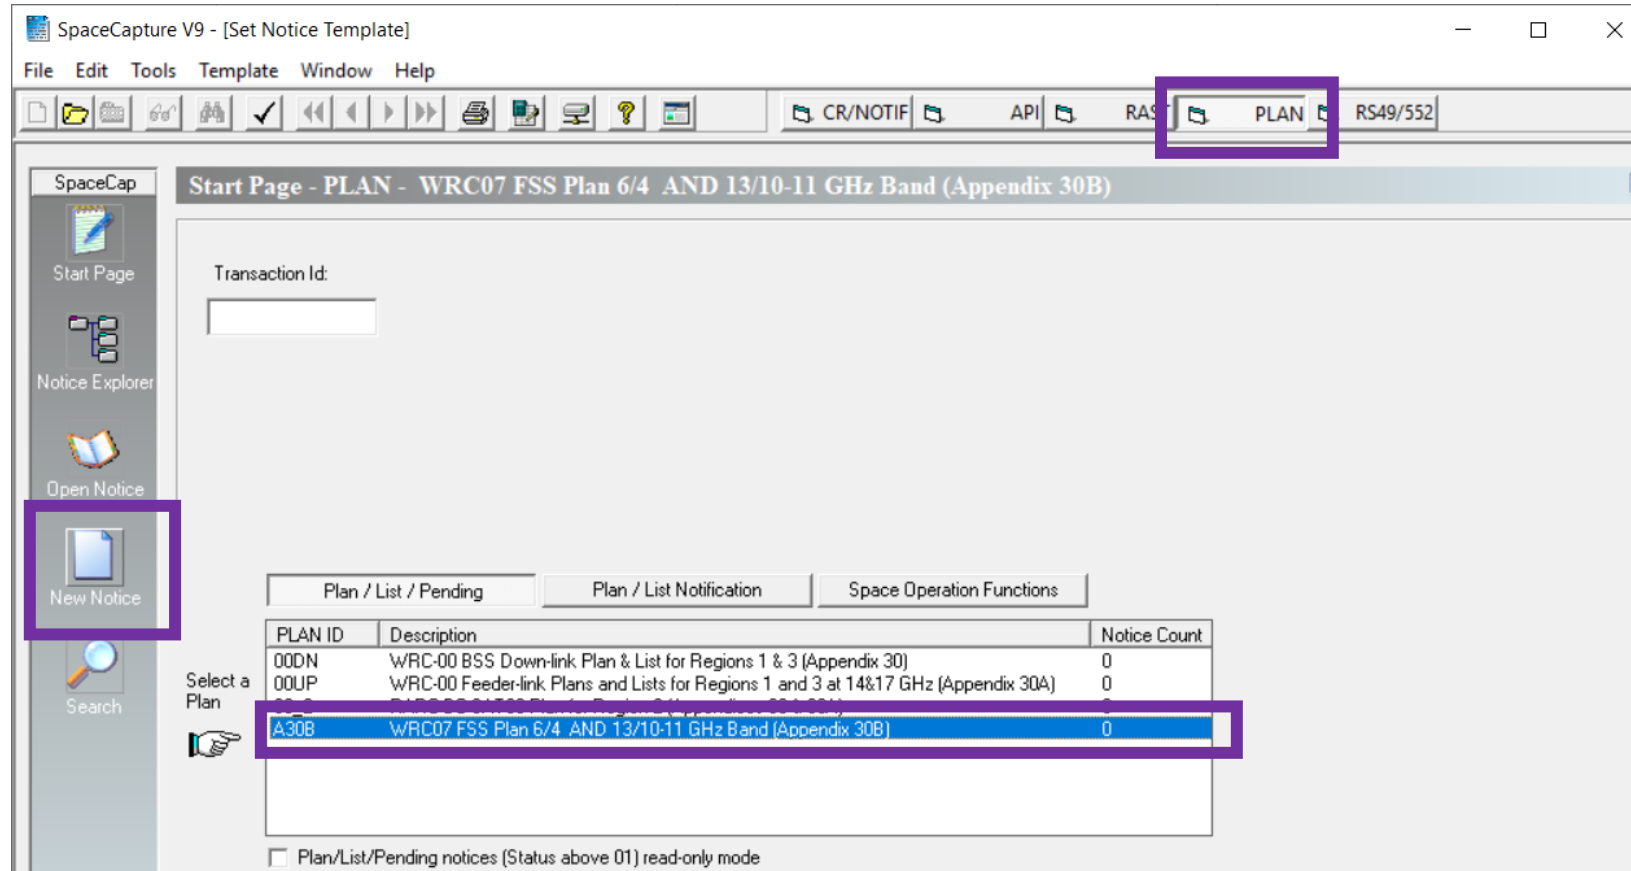 SpaceCapture V9 - [Set Notice Template]
File Edit Tools Template Window Help
CR/NOTIF API RAST PLAN RS49/552
SpaceCap
Start Page - PLAN - WRC07 FSS Plan 6/4 AND 13/10-11 GHz Band (Appendix 30B)
Start Page
Transaction Id:
Notice Explorer
Open Notice
New Notice
Search
Plan / List / Pending Plan / List Notification Space Operation Functions
PLAN ID Description Notice Count
00DN WRC-00 BSS Down-link Plan & List for Regions 1 & 3 (Appendix 30) 0
Select a Plan
00UP WRC-00 Feeder-link Plans and Lists for Regions 1 and 3 at 14&17 GHz (Appendix 30A) 0
A30B WRC07 FSS Plan 6/4 AND 13/10-11 GHz Band (Appendix 30B) 0
Plan/List/Pending notices (Status above 01) read-only mode